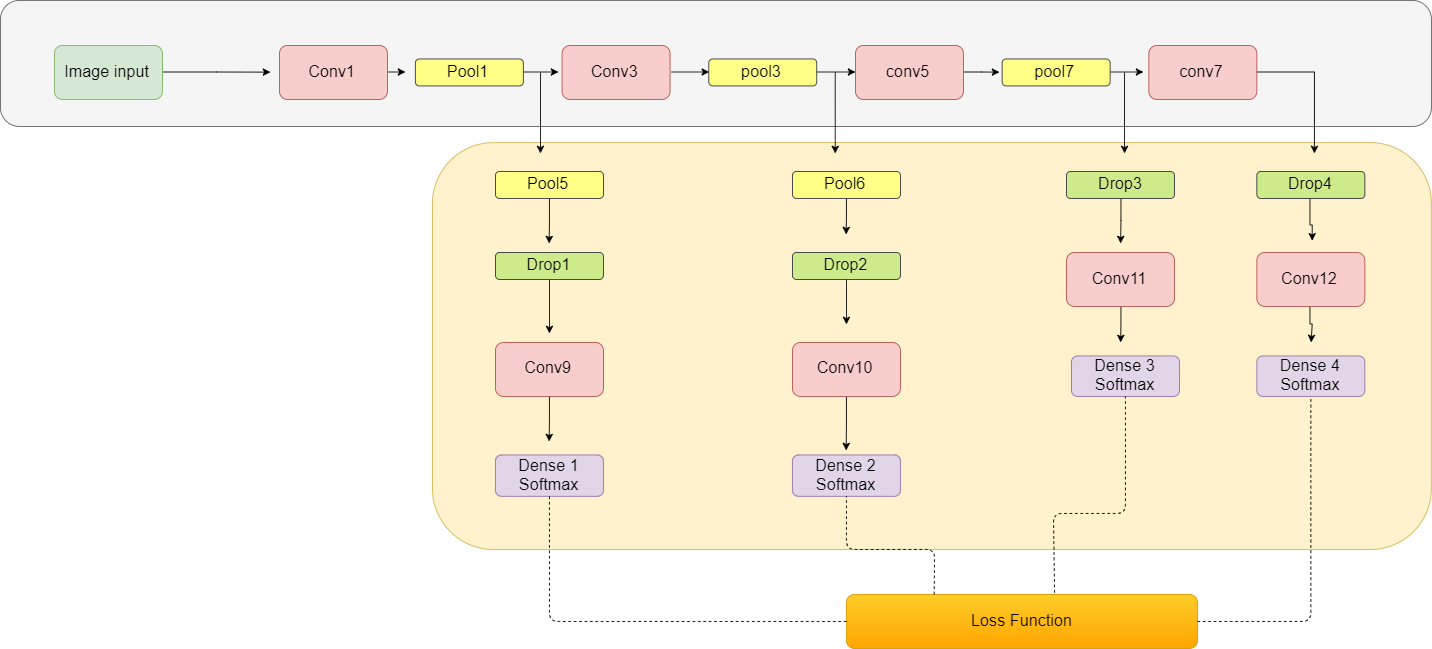 Image input
Conv1
Pool1
Conv3
pool3
conv5
pool7
conv7
Pool5
Pool6
Drop3
Drop4
Drop1
Drop2
Conv11
Conv12
Conv9
Conv10
Dense 3
Softmax
Dense 4
Softmax
Dense 1
Softmax
Dense 2
Softmax
Loss Function